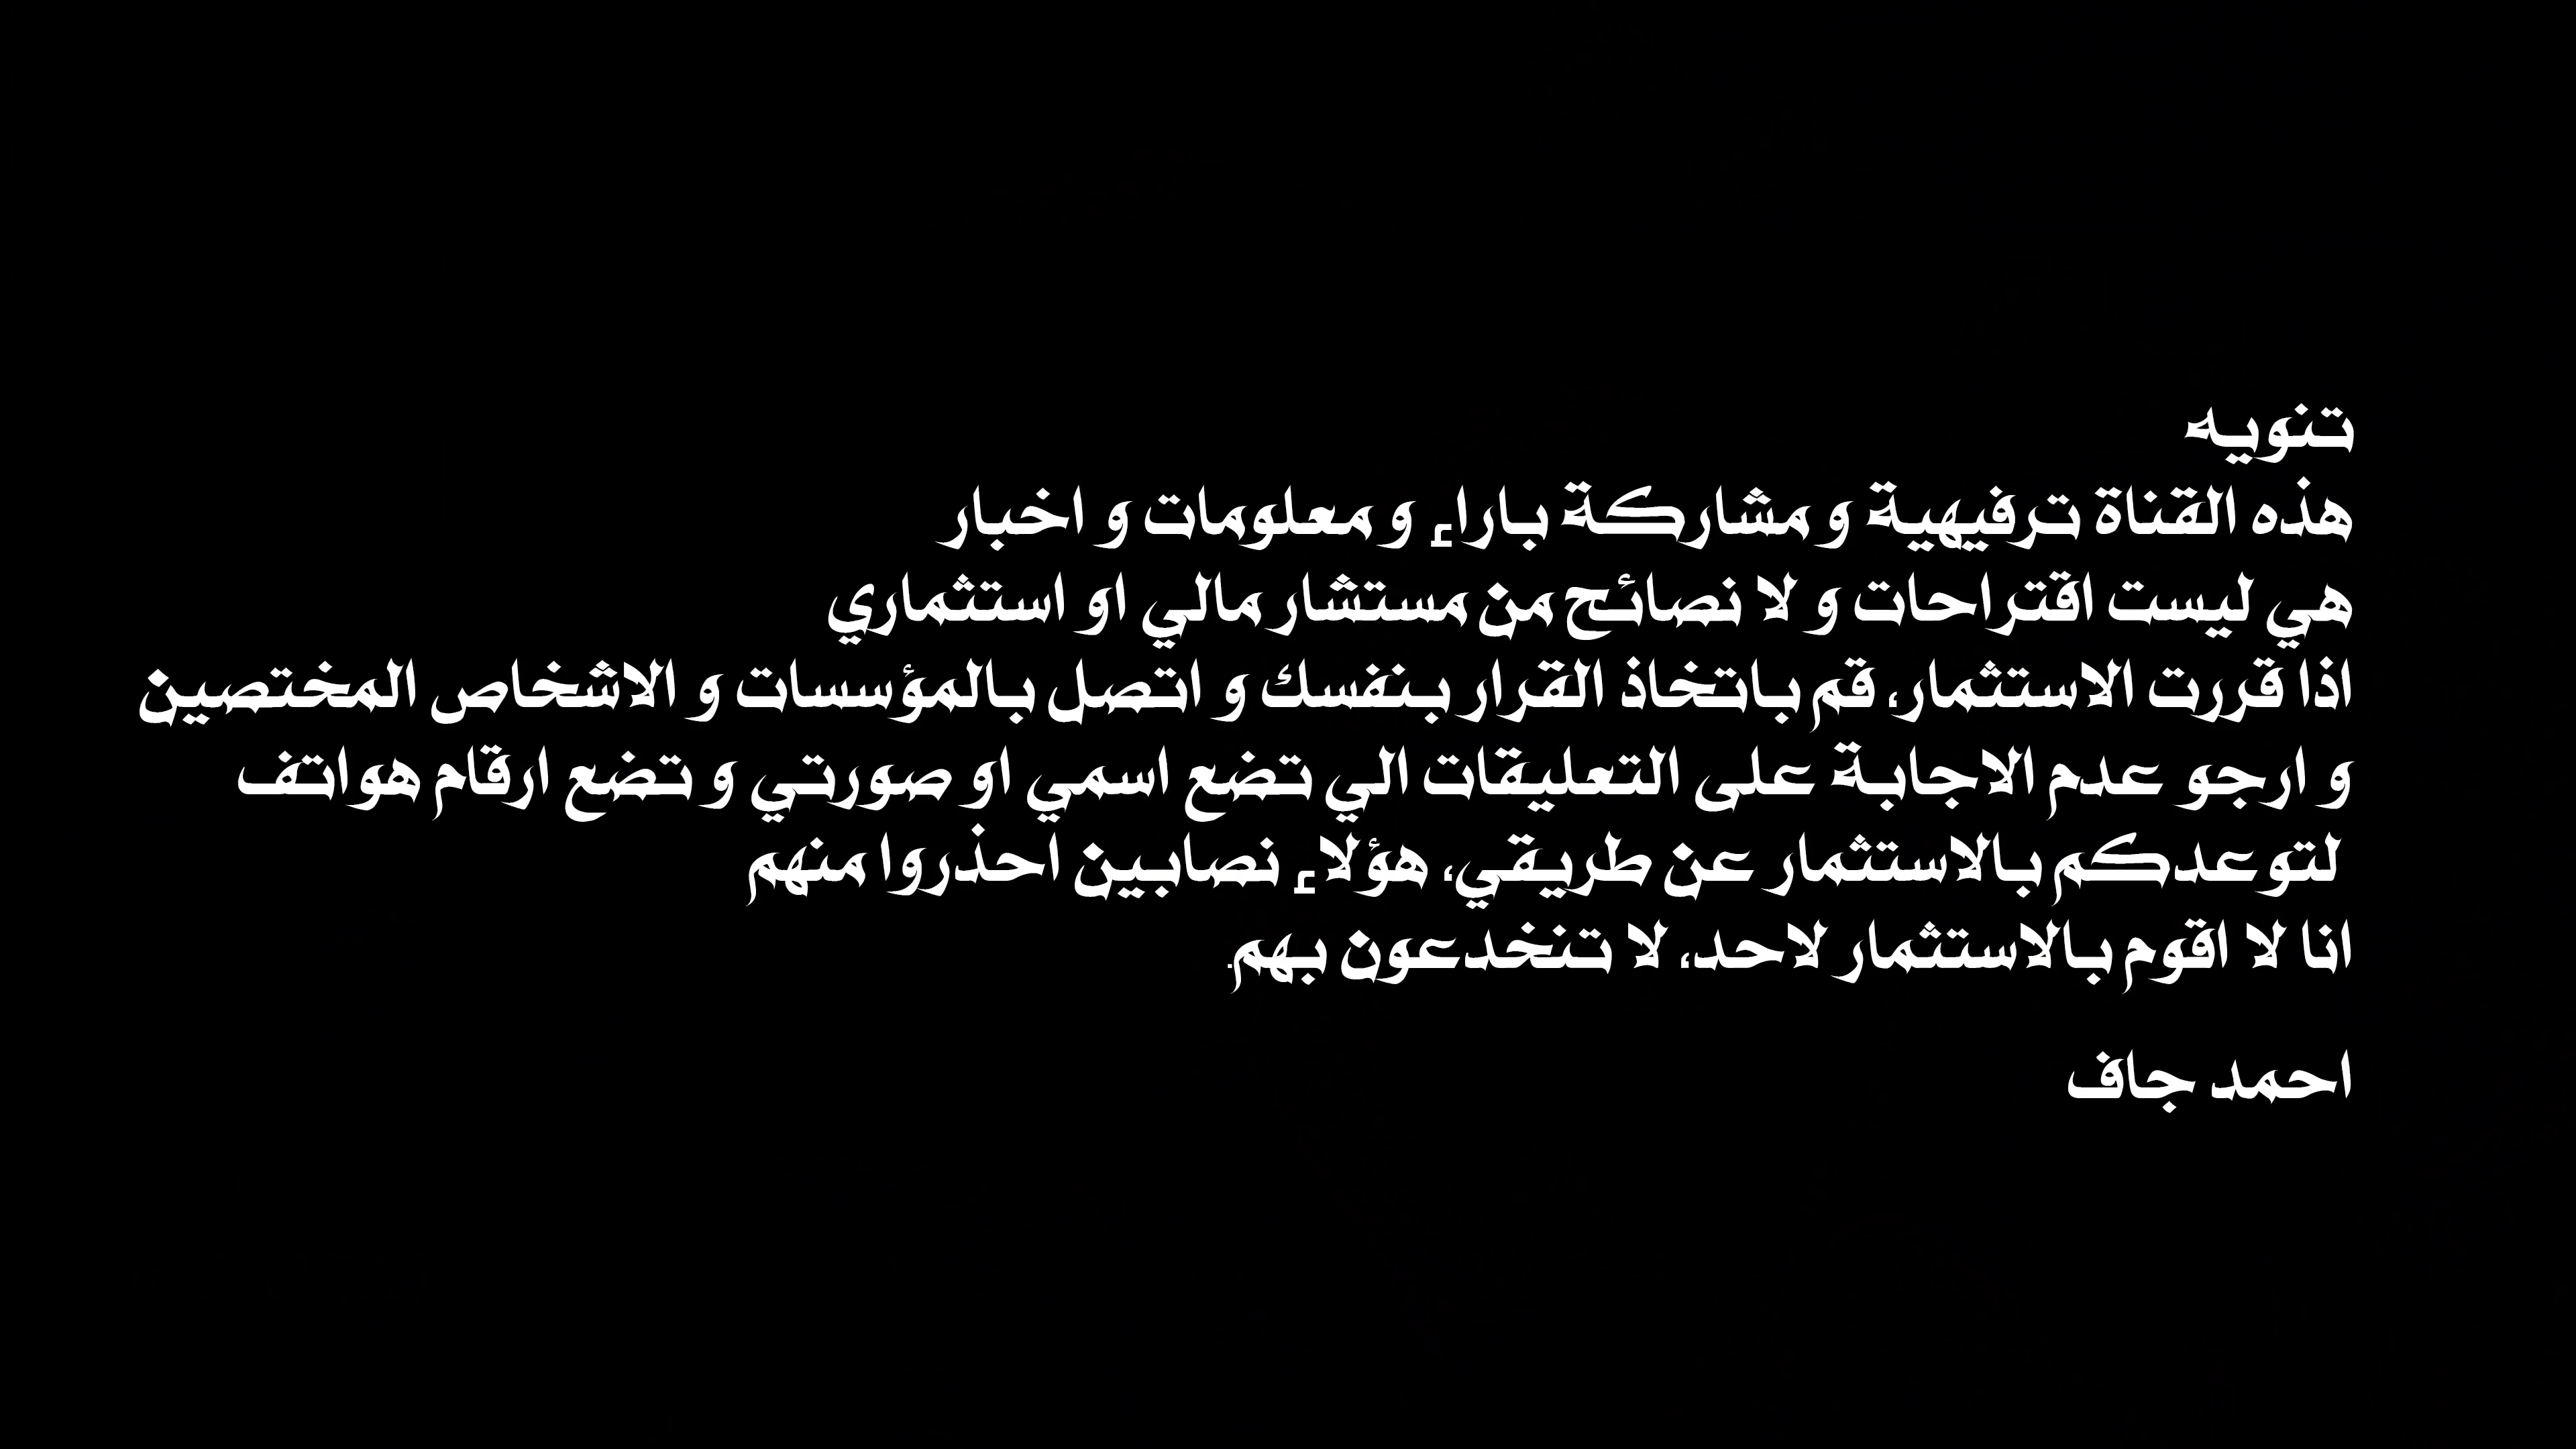 تنويه
هذه القناة ترفيهية و مشاركة باراء و معلومات و اخبار
هي ليست اقتراحات و لا نصائح من مستشار مالي او استثماري
اذا قررت الاستثمار، قم باتخاذ القرار بنفسك و اتصل بالمؤسسات و الاشخاص المختصين
و ارجو عدم الاجابة على التعليقات الي تضع اسمي او صورتي و تضع ارقام هواتف
لتوعدكم بالاستثمار عن طريقي، هؤلاء نصابين احذروا منهم
انا لا اقوم بالاستثمار لاحد، لا تنخدعون بهم.
احمد جاف